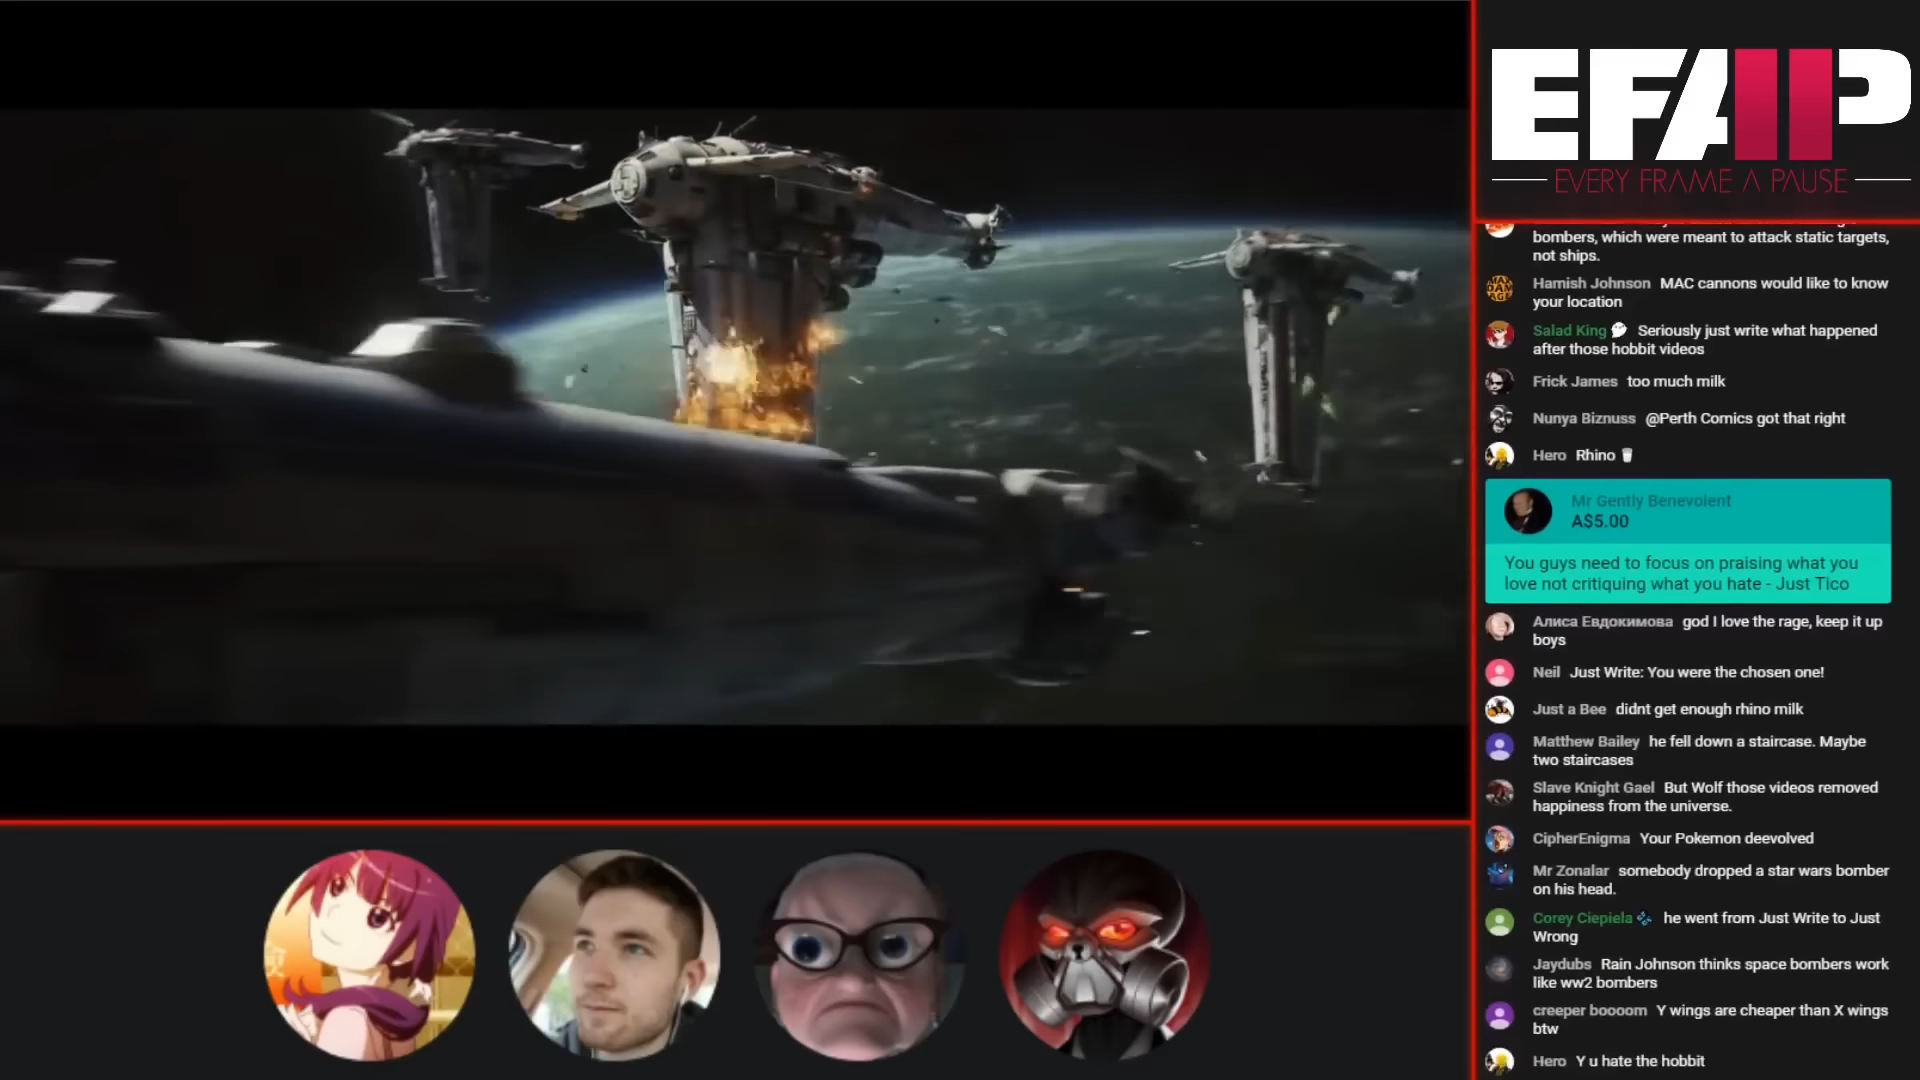 EFAP
EVERY FRAME A PAUSE
bombers, which were meant to attack static targets,
not ships.
Hamish Johnson MAC cannons would like to know
your location
Salad King Seriously just write what happened
after those hobbit videos
Frick James too much milk
Nunya Biznuss @Perth Comics got that right
Hero Rhino
Mr Gently Benevolent
A$5.00
You guys need to focus on praising what you
love not critiquing what you hate - Just Tico
Алиса Евдокимова god I love the rage, keep it up
boys
Neil Just Write: You were the chosen one!
Just a Bee didnt get enough rhino milk
Matthew Bailey he fell down a staircase. Maybe
two staircases
Slave Knight Gael But Wolf those videos removed
happiness from the universe.
CipherEnigma Your Pokemon deevolved
Mr Zonalar somebody dropped a star wars bomber
on his head.
Corey Ciepiela he went from Just Write to Just
Wrong
Jaydubs Rain Johnson thinks space bombers work
like ww2 bombers
creeper boooom Y wings are cheaper than X wings
btw
Hero Y u hate the hobbit